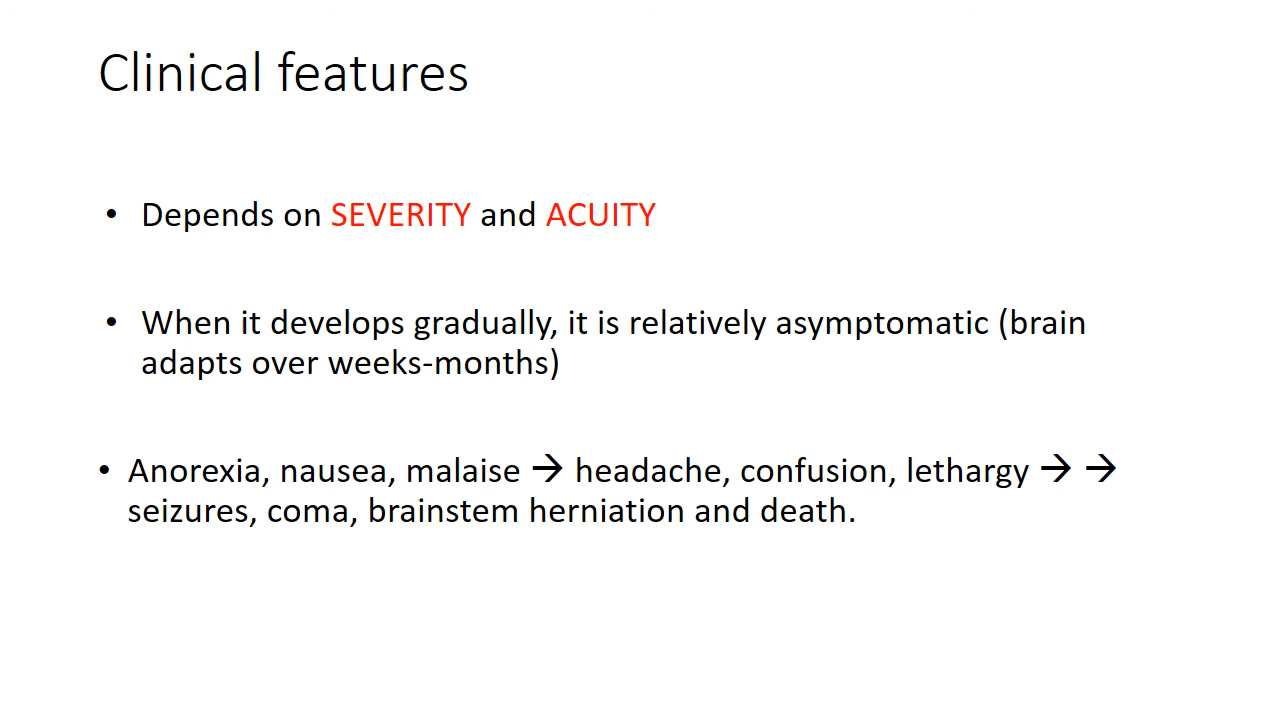 Clinical features
• Depends on SEVERITY and ACUITY
• When it develops gradually, it is relatively asymptomatic (brain
adapts over weeks-months)
• Anorexia, nausea, malaise → headache, confusion, lethargy → →
seizures, coma, brainstem herniation and death.